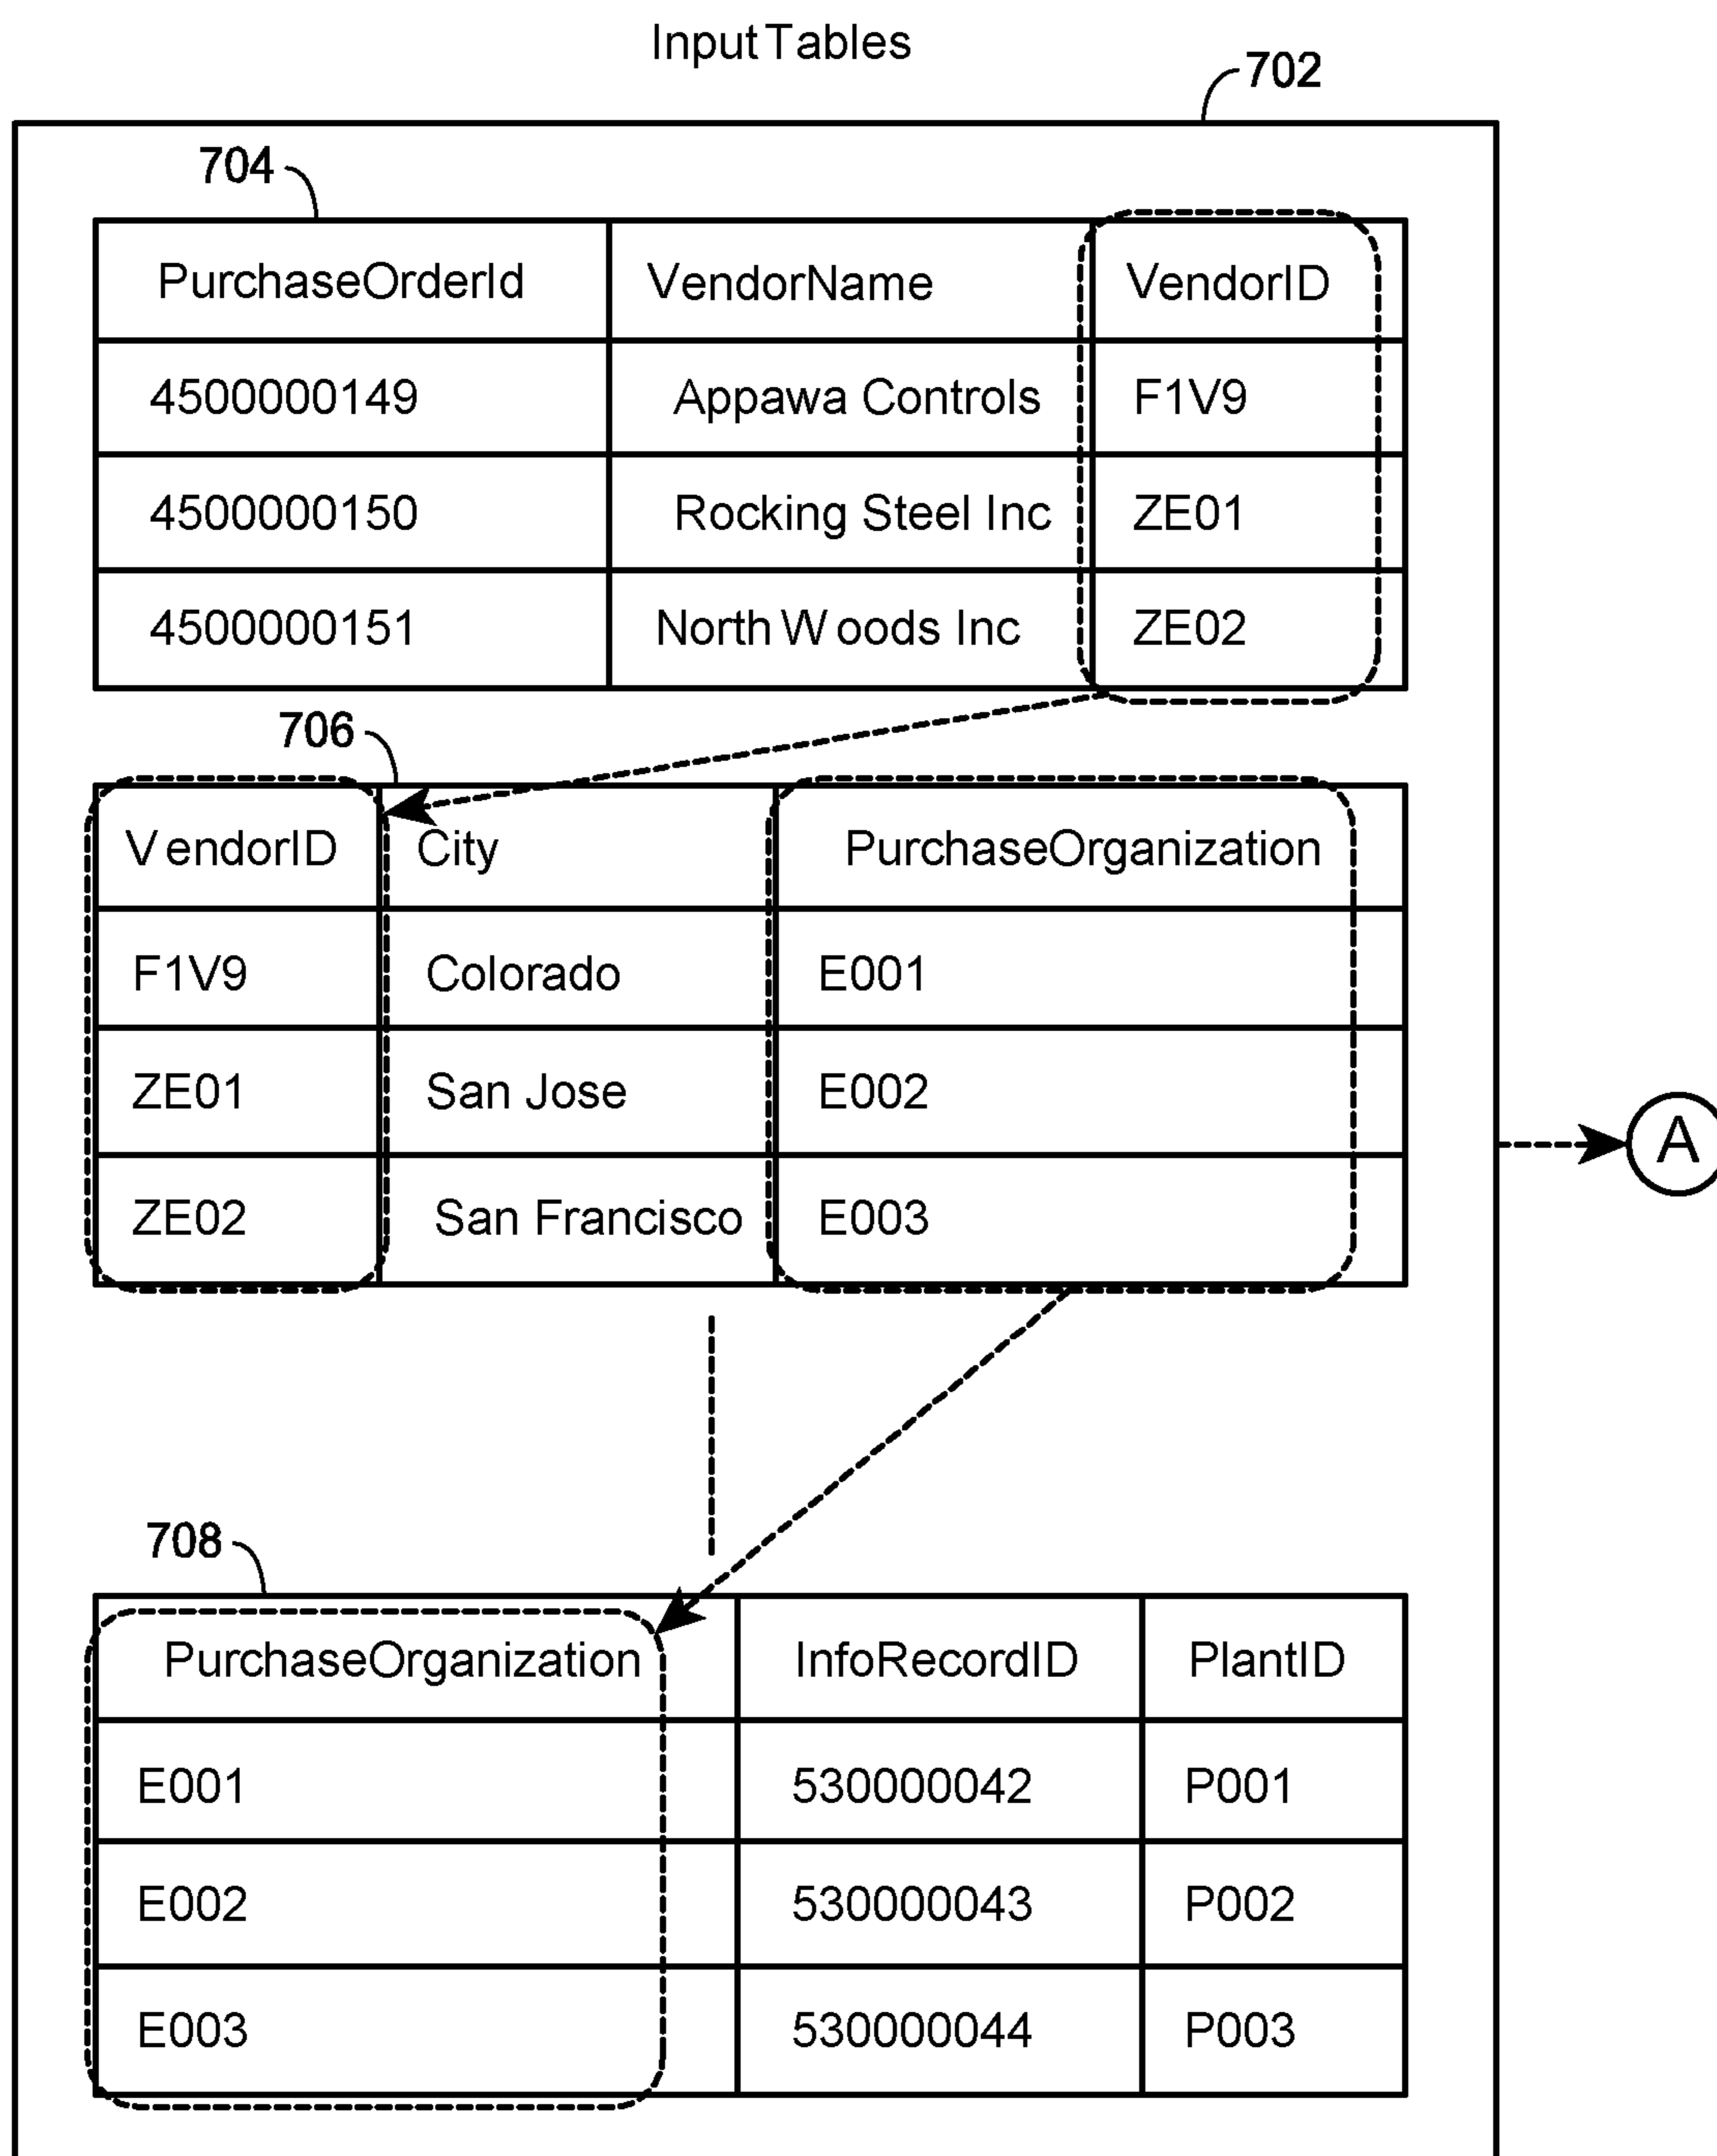 Input Tables
702
704
PurchaseOrderId VendorName VendorID
4500000149 Appawa Controls F1V9
4500000150 Rocking Steel Inc ZE01
4500000151 North Woods Inc ZE02
706
VendorID City PurchaseOrganization
F1V9 Colorado E001
ZE01 San Jose E002
ZE02 San Francisco E003
A
708
PurchaseOrganization InfoRecordID PlantID
E001 530000042 P001
E002 530000043 P002
E003 530000044 P003